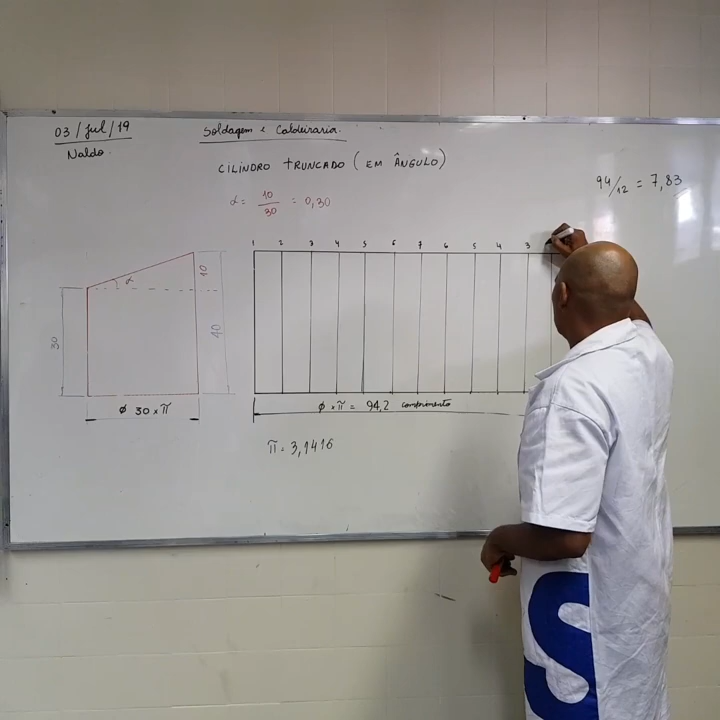 03/Jul/19
Naldo.
Soldagem e Caldeiraria.
CILINDRO TRUNCADO (EM ÂNGULO)
α = 10/30 = 0,30
94/12 = 7,83
1 2 3 4 5 6 7 6 5 4 3
α
10
30
40
ϕ 30 x π
ϕ x π = 94,2 comprimento
π = 3,1416
S